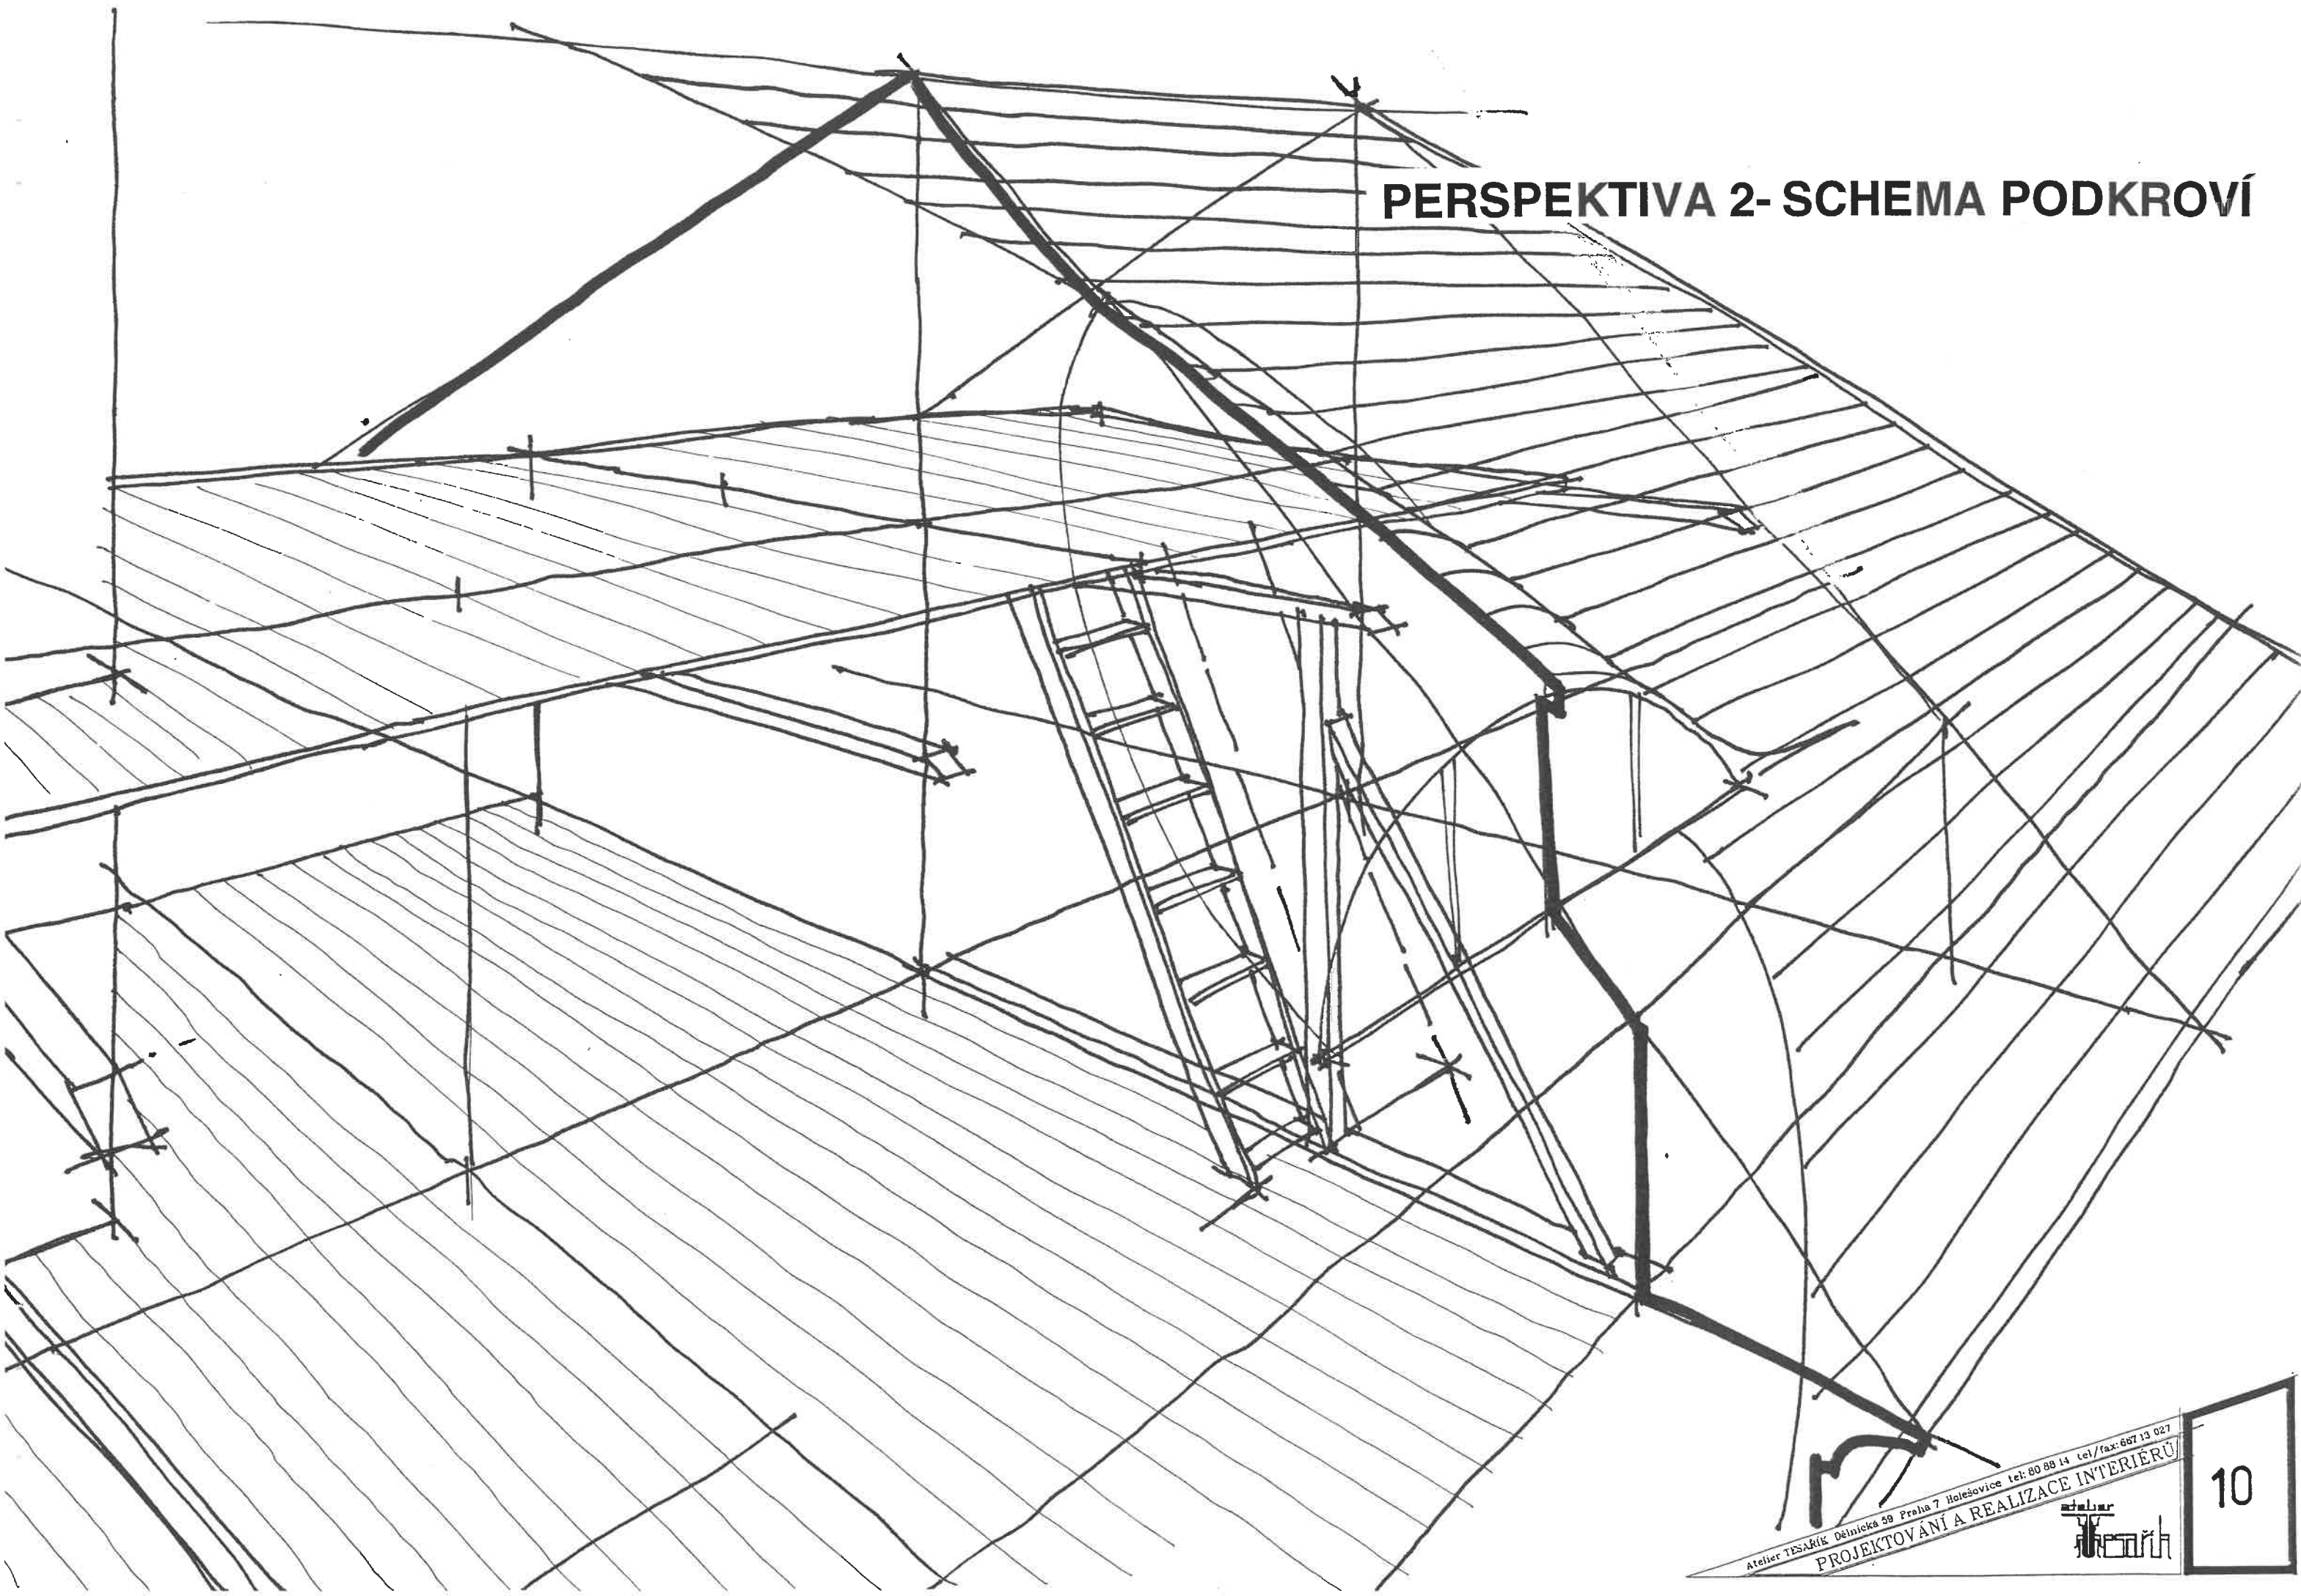 PERSPEKTIVA 2- SCHEMA PODKROVÍ
Atelier TESAŘÍK Dělnická 59 Praha 7 Holešovice tel: 80 88 14 tel/fax: 667 13 027
PROJEKTOVÁNÍ A REALIZACE INTERIÉRŮ
atelier
Tesařík
10